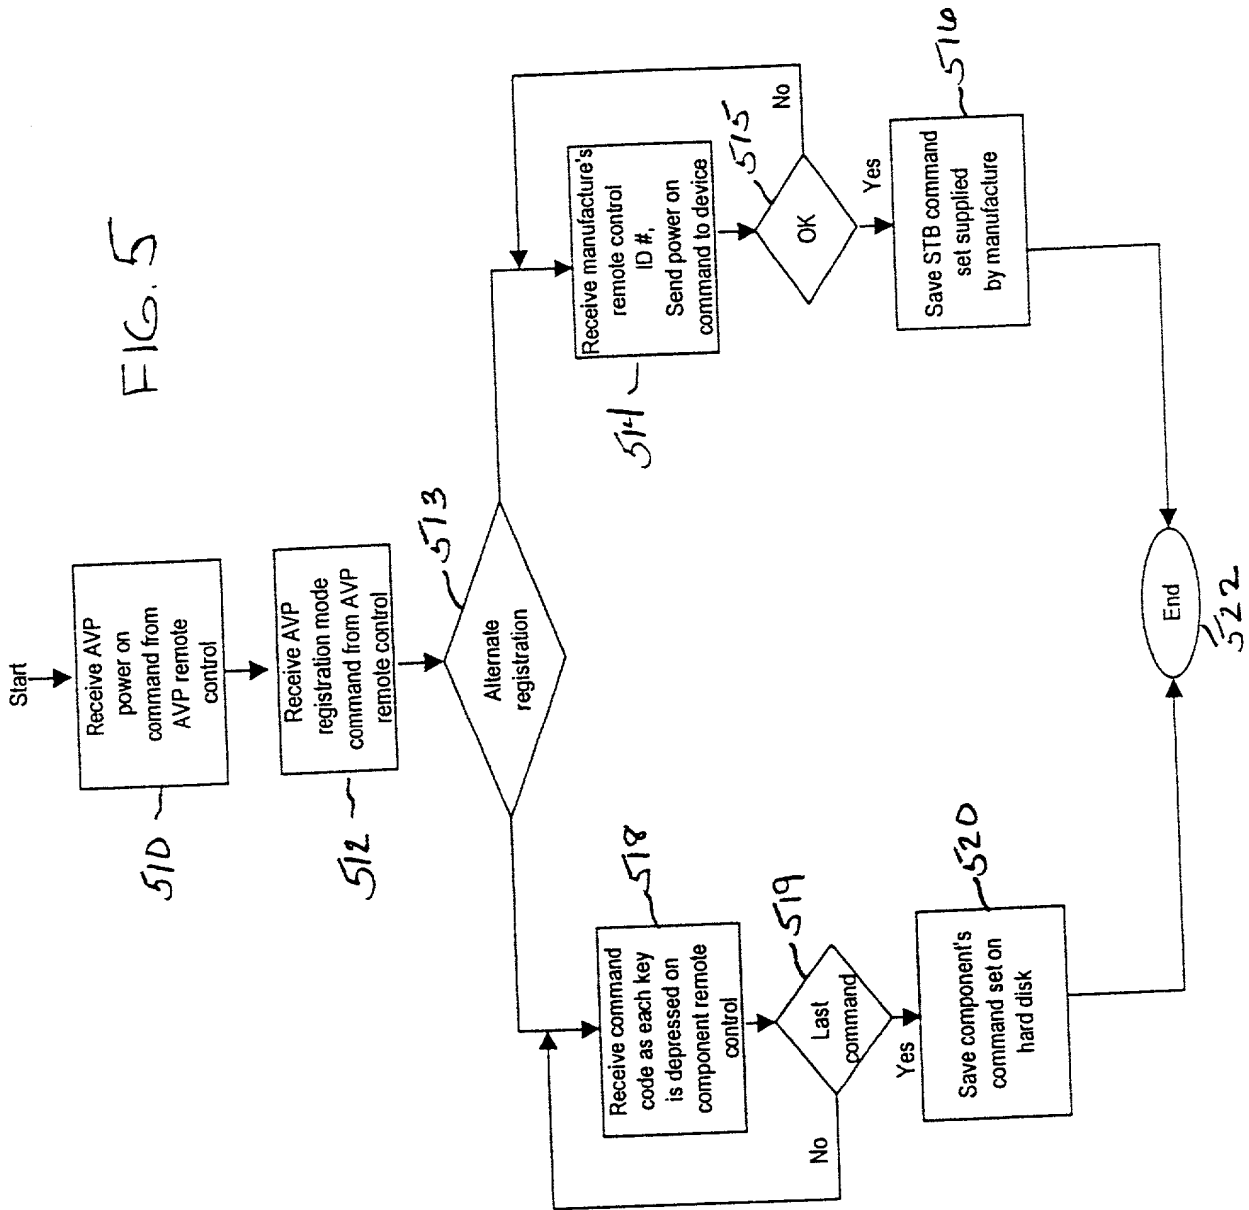 FIG. 5
Start
Receive AVP
power on
command from
AVP remote
control
510
Receive AVP
registration mode
command from AVP
remote control
512
Alternate
registration
513
Receive manufacture's
remote control
ID #,
Send power on
command to device
514
OK
515
No
Yes
Save STB command
set supplied
by manufacture
516
Receive command
code as each key
is depressed on
component remote
control
518
Last
command
519
No
Yes
Save component's
command set on
hard disk
520
End
522